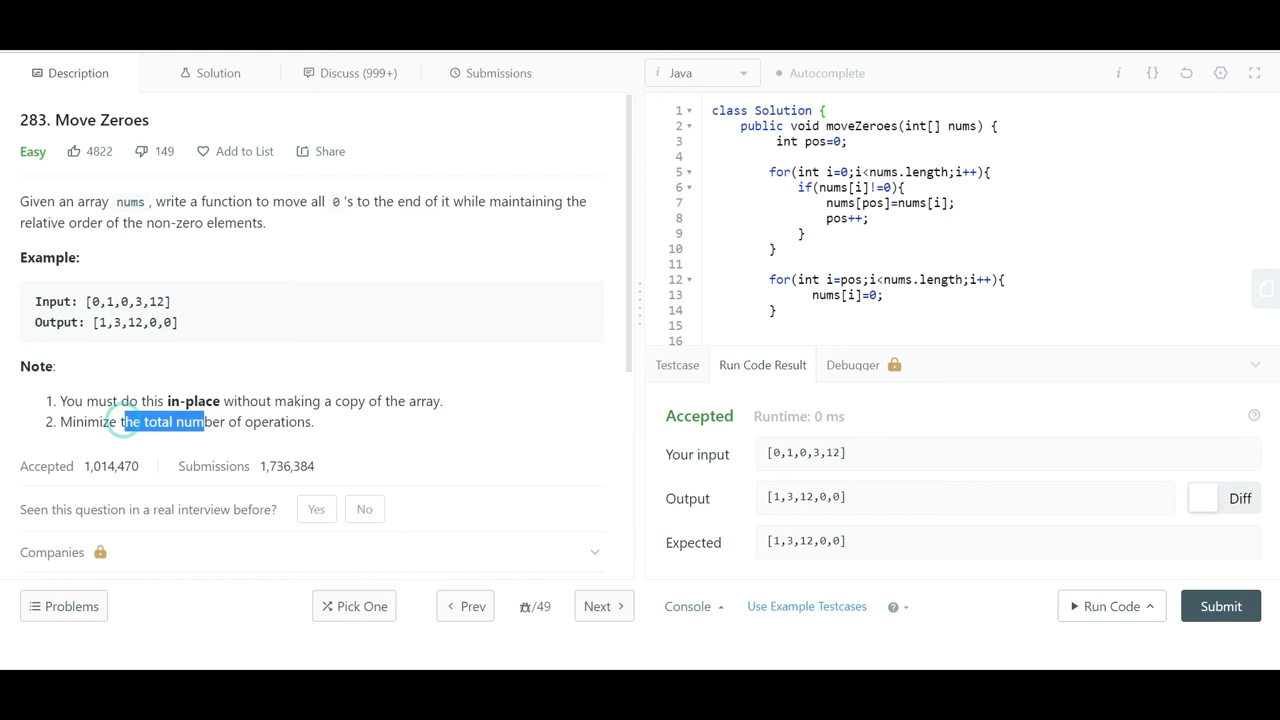 Description
Solution
Discuss (999+)
Submissions
283. Move Zeroes
Easy
4822
149
Add to List
Share
Given an array nums, write a function to move all 0's to the end of it while maintaining the
relative order of the non-zero elements.
Example:
Input: [0,1,0,3,12]
Output: [1,3,12,0,0]
Note:
1. You must do this in-place without making a copy of the array.
2. Minimize the total number of operations.
Accepted 1,014,470
Submissions 1,736,384
Seen this question in a real interview before?
Yes
No
Companies
Problems
Pick One
Prev
/49
Next
i Java
Autocomplete
i
{}
1 class Solution {
2 public void moveZeroes(int[] nums) {
3 int pos=0;
4
5 for(int i=0;i<nums.length;i++){
6 if(nums[i]!=0){
7 nums[pos]=nums[i];
8 pos++;
9 }
10 }
11
12 for(int i=pos;i<nums.length;i++){
13 nums[i]=0;
14 }
15
16
Testcase
Run Code Result
Debugger
Accepted Runtime: 0 ms
Your input
[0,1,0,3,12]
Output
[1,3,12,0,0]
Diff
Expected
[1,3,12,0,0]
Console
Use Example Testcases
Run Code
Submit